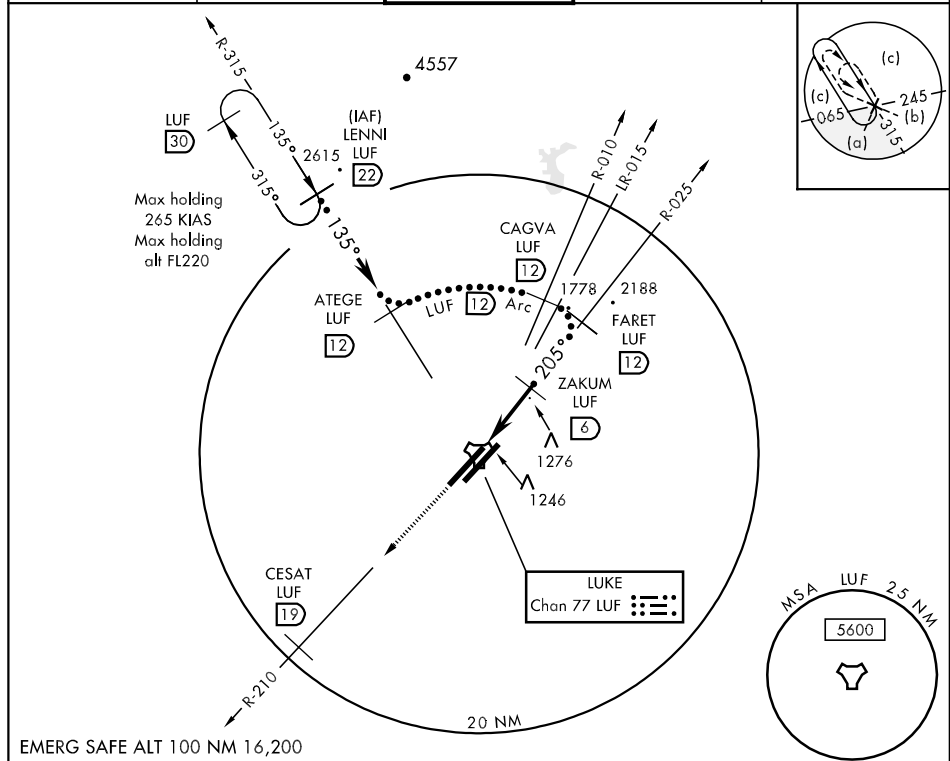 R-315
4557
LUF
30
135°
315°
(IAF)
LENNI
LUF
22
2615
Max holding
265 KIAS
Max holding
alt FL220
135°
ATEGE
LUF
12
LUF 12 Arc
CAGVA
LUF
12
R-010
LR-015
R-025
1778
2188
FARET
LUF
12
205°
ZAKUM
LUF
6
1276
1246
LUKE
Chan 77 LUF
CESAT
LUF
19
R-210
20 NM
EMERG SAFE ALT 100 NM 16,200
(c)
(c)
245
065
(b)
(a)
315
MSA LUF 25 NM
5600